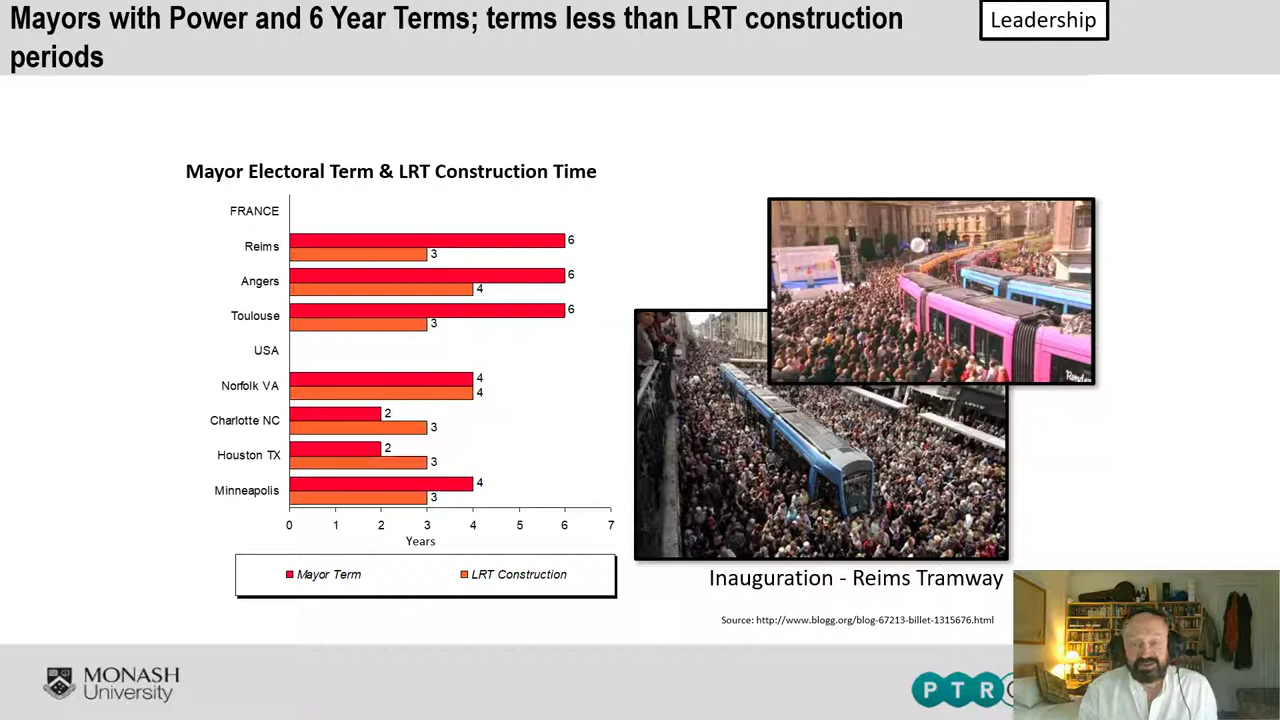 Mayors with Power and 6 Year Terms; terms less than LRT construction
periods
Leadership
Mayor Electoral Term & LRT Construction Time
FRANCE
Reims
6
3
Angers
6
4
Toulouse
6
3
USA
Norfolk VA
4
4
Charlotte NC
2
3
Houston TX
2
3
Minneapolis
4
3
0 1 2 3 4 5 6 7
Years
Mayor Term
LRT Construction
Inauguration - Reims Tramway
Source: http://www.blogg.org/blog-67213-billet-1315676.html
MONASH
University
PTR